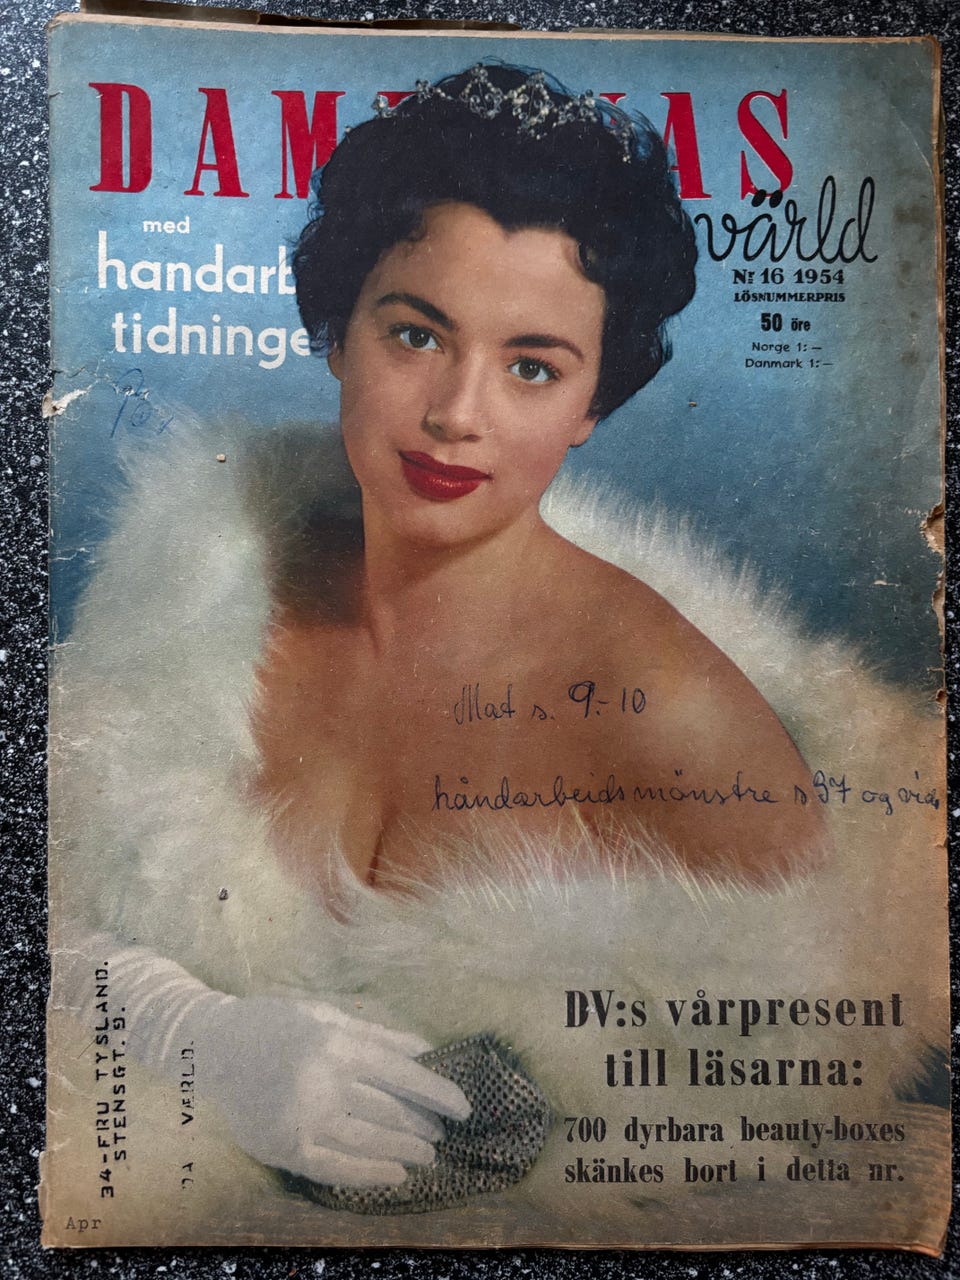 DAM NAS
värld
med
handarb
tidninge
Nr 16 1954
LÖSNUMMERPRIS
50 öre
Norge 1:—
Danmark 1:—
Mat s. 9-10
håndarbeidsmönstre s 37 og
DV:s vårpresent
till läsarna:
700 dyrbara beauty-boxes
skänkes bort i detta nr.
34-FRU TYSLAND.
STENSGT. 9.
VÆRLD.
Apr